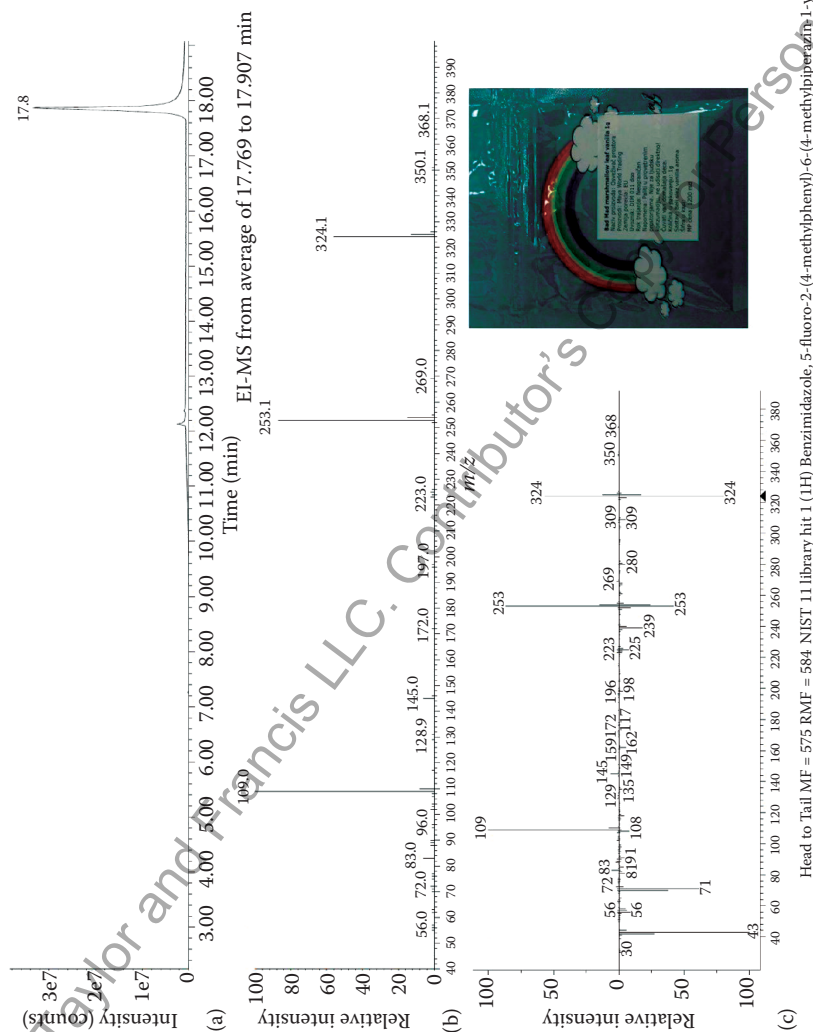 17.8
3e7
2e7
1e7
0
Intensity (counts)
3.00 4.00 5.00 6.00 7.00 8.00 9.00 10.00 11.00 12.00 13.00 14.00 15.00 16.00 17.00 18.00
Time (min)
(a)
EI-MS from average of 17.769 to 17.907 min
100
80
60
40
20
0
Relative intensity
56.0 72.0 83.0 96.0 109.0 128.9 145.0 172.0 197.0 223.0 253.1 269.0 324.1 350.1 368.1
40 50 60 70 80 90 100 110 120 130 140 150 160 170 180 190 200 210 220 230 240 250 260 270 280 290 300 310 320 330 340 350 360 370 380 390
m/z
(b)
100
50
0
50
100
Relative intensity
56 72 83 109 129 145 159 172 196 223 253 269 309 324 350 368
30 43 56 71 81 91 108 135 149 162 117 198 225 239 253 280 309 324
40 60 80 100 120 140 160 180 200 220 240 260 280 300 320 340 360 380
(c)
Bad Mad marshmallow leaf vanilla 1g
Head to Tail MF = 575 RMF = 584 NIST 11 library hit 1 (1H) Benzimidazole, 5-fluoro-2-(4-methylphenyl)-6-(4-methylpiperazin-1-y
Taylor and Francis LLC. Contributor's Copy for Person